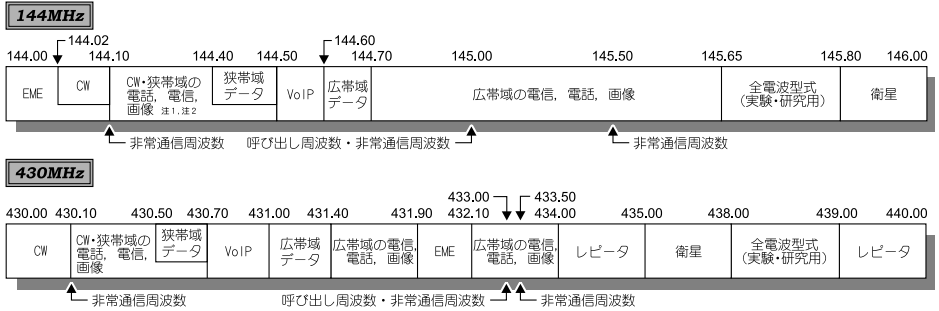 144MHz
144.02
144.60
144.00 144.10 144.40 144.50 144.70 145.00 145.50 145.65 145.80 146.00
EME
CW
CW・狭帯域の
電話, 電信,
画像 注1,注2
狭帯域
データ
VoIP
広帯域
データ
広帯域の電信, 電話, 画像
全電波型式
(実験・研究用)
衛星
非常通信周波数 呼び出し周波数・非常通信周波数 非常通信周波数
430MHz
433.00 433.50
430.00 430.10 430.50 430.70 431.00 431.40 431.90 432.10 434.00 435.00 438.00 439.00 440.00
CW
CW・狭帯域の
電話, 電信,
画像
狭帯域
データ
VoIP
広帯域
データ
広帯域の電信,
電話, 画像
EME
広帯域の電信,
電話, 画像
レピータ
衛星
全電波型式
(実験・研究用)
レピータ
非常通信周波数 呼び出し周波数・非常通信周波数 非常通信周波数